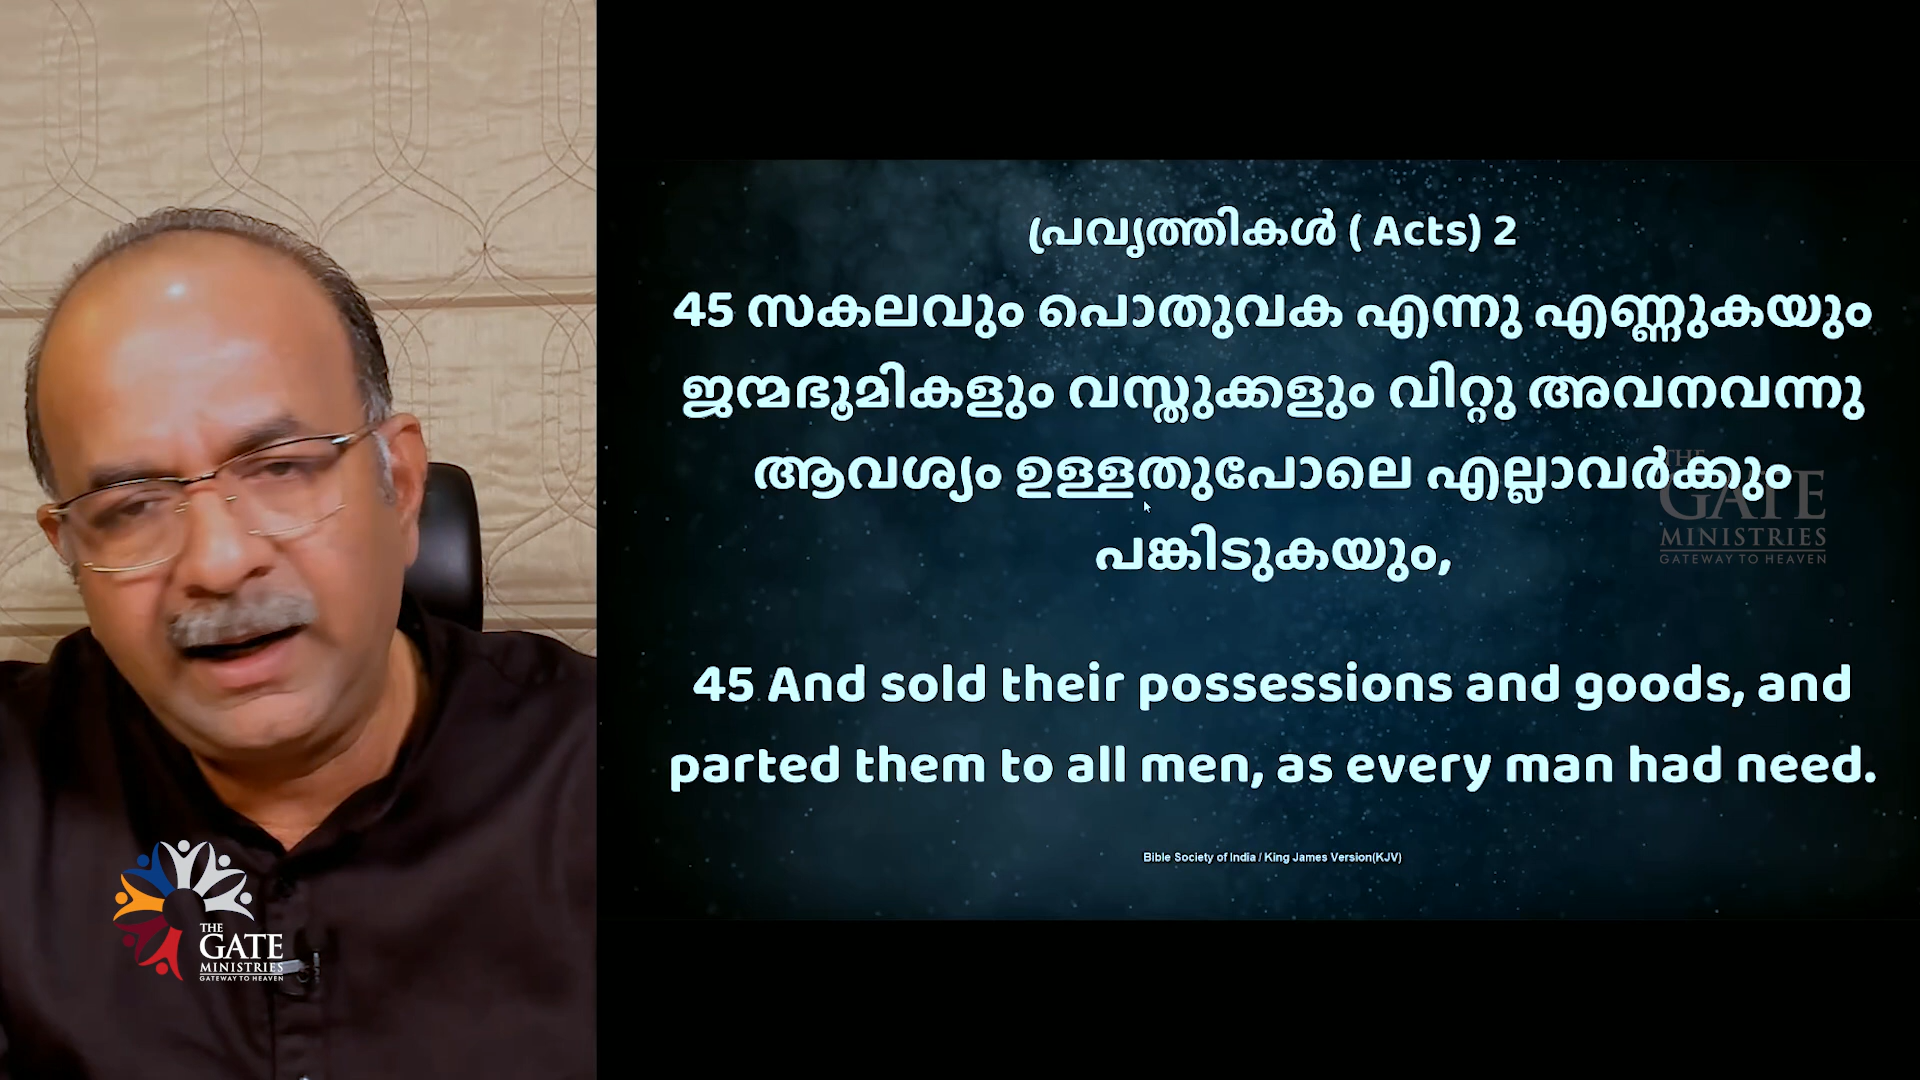 പ്രവൃത്തികൾ ( Acts) 2
45 സകലവും പൊതുവക എന്നു എണ്ണുകയും
ജന്മഭൂമികളും വസ്തുക്കളും വിറ്റു അവനവന്നു
ആവശ്യം ഉള്ളതുപോലെ എല്ലാവർക്കും
പങ്കിടുകയും,
45 And sold their possessions and goods, and
parted them to all men, as every man had need.
Bible Society of India / King James Version(KJV)
THE
GATE
MINISTRIES
GATEWAY TO HEAVEN
THE
GATE
MINISTRIES
GATEWAY TO HEAVEN